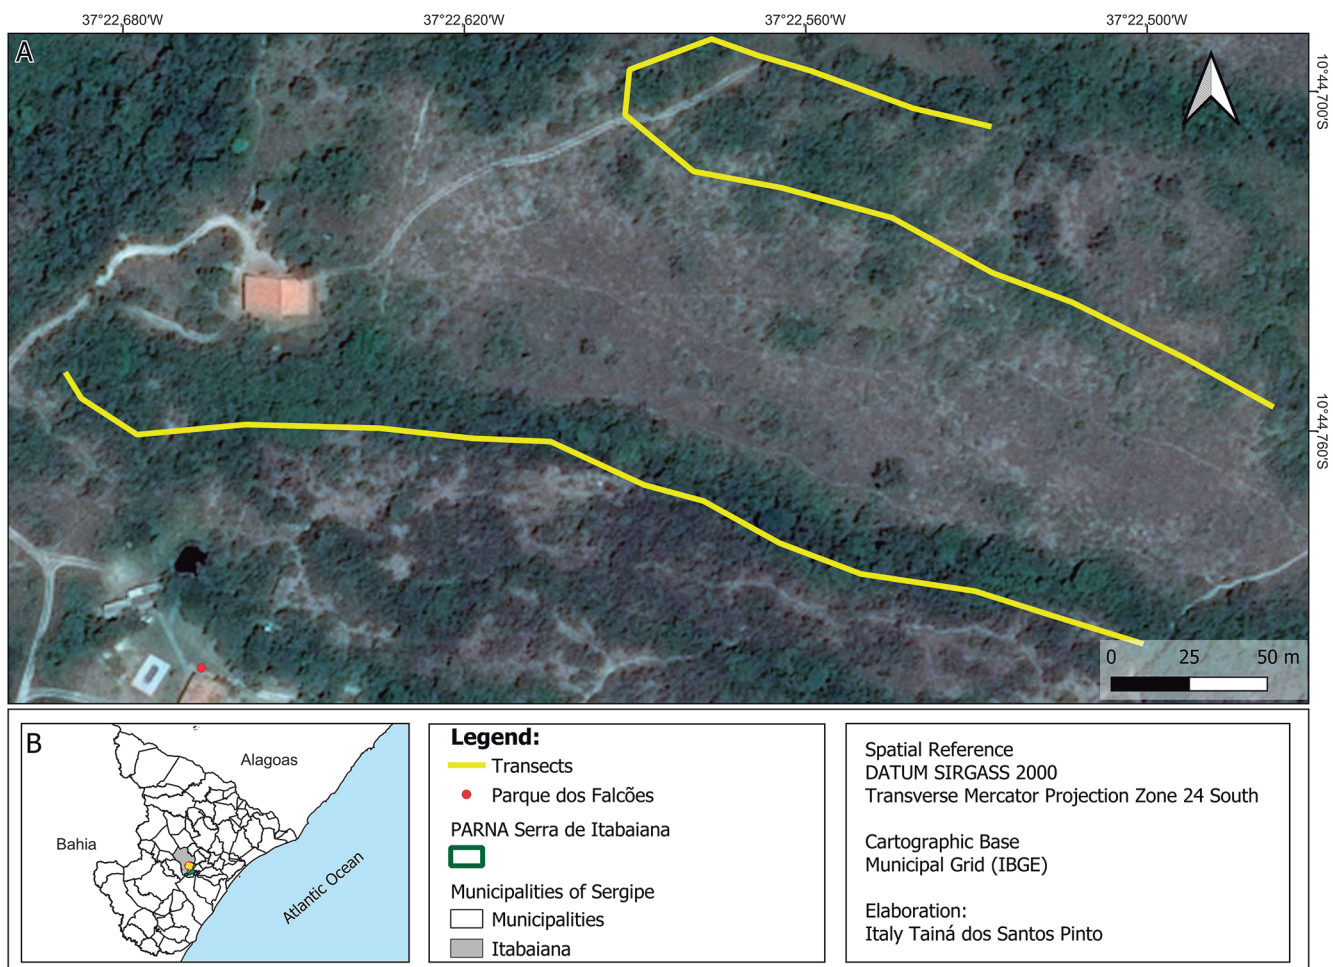 37°22,680'W 37°22,620'W 37°22,560'W 37°22,500'W
A
10°44,700'S
10°44,760'S
0 25 50 m
B
Alagoas
Bahia
Atlantic Ocean
Legend:
Transects
Parque dos Falcões
PARNA Serra de Itabaiana
Municipalities of Sergipe
Municipalities
Itabaiana
Spatial Reference
DATUM SIRGASS 2000
Transverse Mercator Projection Zone 24 South
Cartographic Base
Municipal Grid (IBGE)
Elaboration:
Italy Tainá dos Santos Pinto